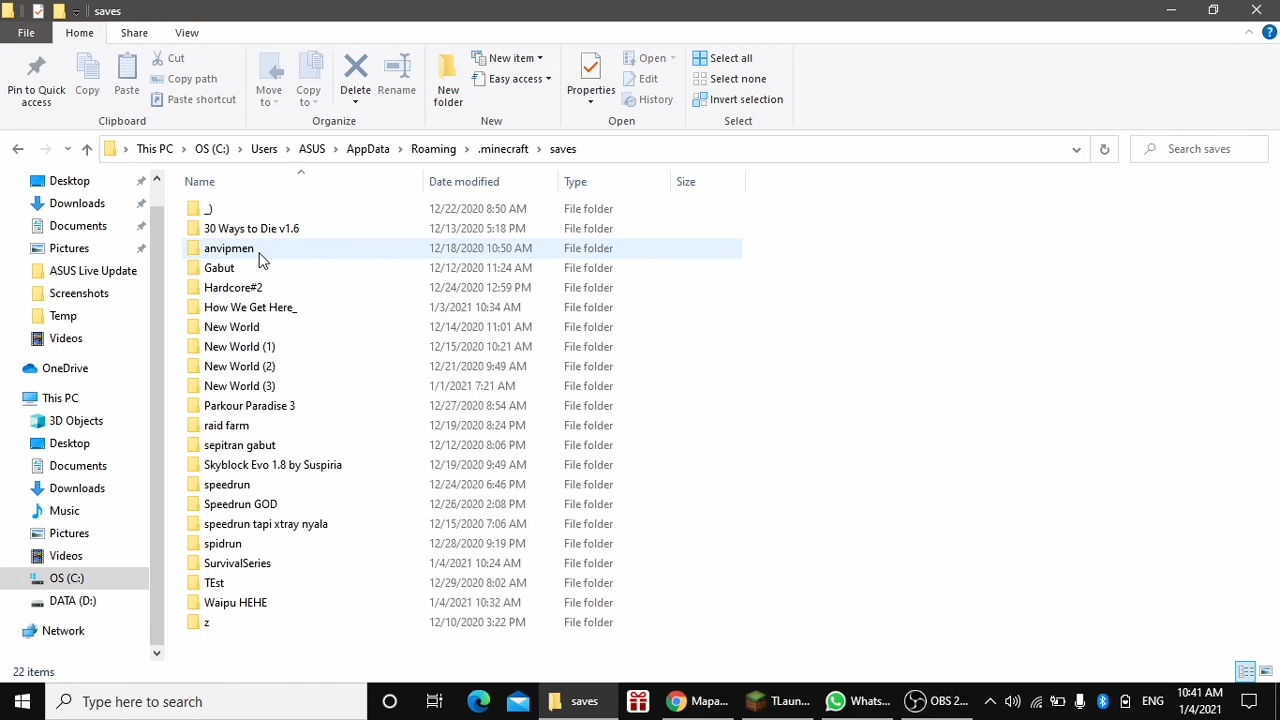 saves
File Home Share View
Pin to Quick access
Copy
Paste
Cut
Copy path
Paste shortcut
Clipboard
Move to
Copy to
Delete
Rename
Organize
New folder
New item
Easy access
New
Properties
Open
Edit
History
Open
Select all
Select none
Invert selection
Select
This PC OS (C:) Users ASUS AppData Roaming .minecraft saves
Search saves
Desktop
Downloads
Documents
Pictures
ASUS Live Update
Screenshots
Temp
Videos
OneDrive
This PC
3D Objects
Desktop
Documents
Downloads
Music
Pictures
Videos
OS (C:)
DATA (D:)
Network
Name Date modified Type Size
_) 12/22/2020 8:50 AM File folder
30 Ways to Die v1.6 12/13/2020 5:18 PM File folder
anvipmen 12/18/2020 10:50 AM File folder
Gabut 12/12/2020 11:24 AM File folder
Hardcore#2 12/24/2020 12:59 PM File folder
How We Get Here_ 1/3/2021 10:34 AM File folder
New World 12/14/2020 11:01 AM File folder
New World (1) 12/15/2020 10:21 AM File folder
New World (2) 12/21/2020 9:49 AM File folder
New World (3) 1/1/2021 7:21 AM File folder
Parkour Paradise 3 12/27/2020 8:54 AM File folder
raid farm 12/19/2020 8:24 PM File folder
sepitran gabut 12/12/2020 8:06 PM File folder
Skyblock Evo 1.8 by Suspiria 12/19/2020 9:49 AM File folder
speedrun 12/24/2020 6:46 PM File folder
Speedrun GOD 12/26/2020 2:08 PM File folder
speedrun tapi xtray nyala 12/15/2020 7:06 AM File folder
spidrun 12/28/2020 9:19 PM File folder
SurvivalSeries 1/4/2021 10:24 AM File folder
TEst 12/29/2020 8:02 AM File folder
Waipu HEHE 1/4/2021 10:32 AM File folder
z 12/10/2020 3:22 PM File folder
22 items
Type here to search
saves
Mapa...
TLaun...
Whats...
OBS 2...
ENG
10:41 AM
1/4/2021